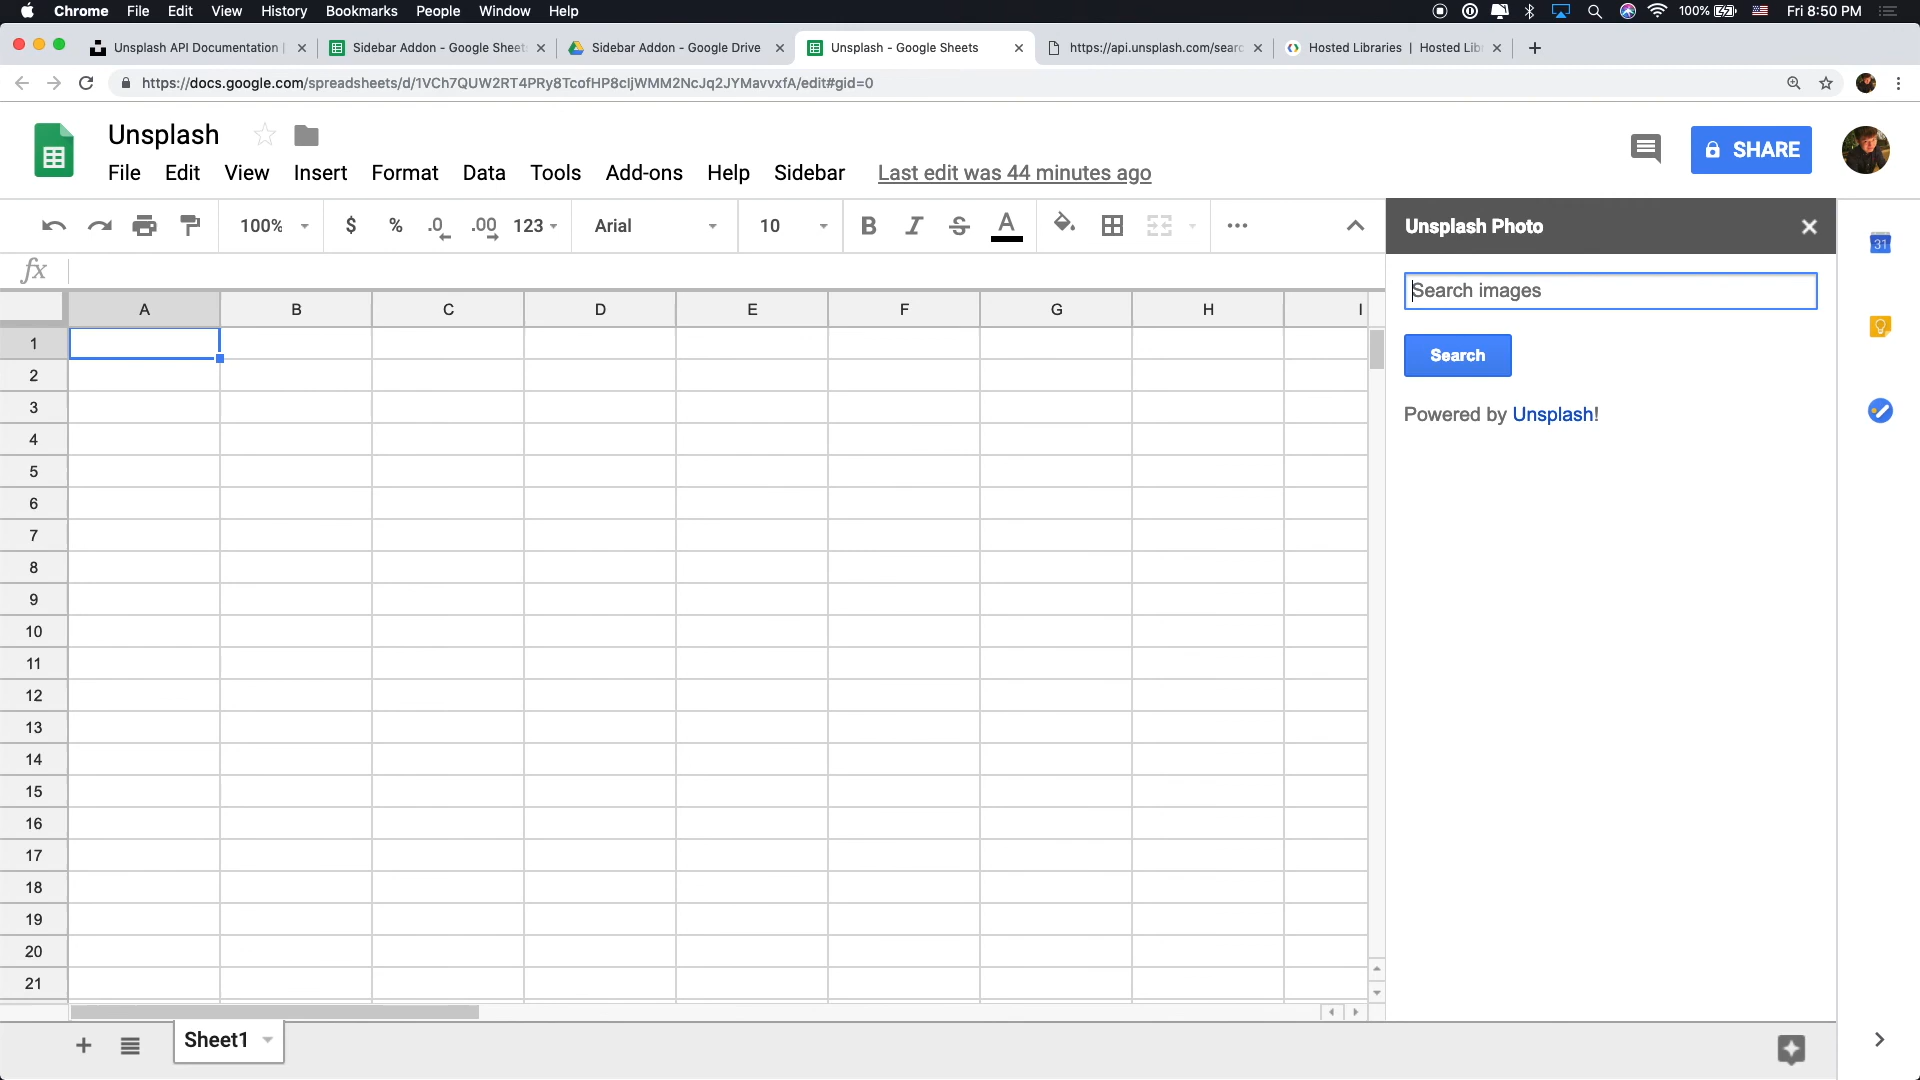 Chrome File Edit View History Bookmarks People Window Help 100% Fri 8:50 PM
Unsplash API Documentation | Sidebar Addon - Google Sheets Sidebar Addon - Google Drive Unsplash - Google Sheets https://api.unsplash.com/searc Hosted Libraries | Hosted Lib
https://docs.google.com/spreadsheets/d/1VCh7QUW2RT4PRy8TcofHP8cIjWMM2NcJq2JYMavvxfA/edit#gid=0
Unsplash
SHARE
File Edit View Insert Format Data Tools Add-ons Help Sidebar Last edit was 44 minutes ago
100% $ % .0 .00 123 Arial 10 B I S A
Unsplash Photo
31
fx
Search images
A B C D E F G H I
Search
Powered by Unsplash!
1
2
3
4
5
6
7
8
9
10
11
12
13
14
15
16
17
18
19
20
21
Sheet1